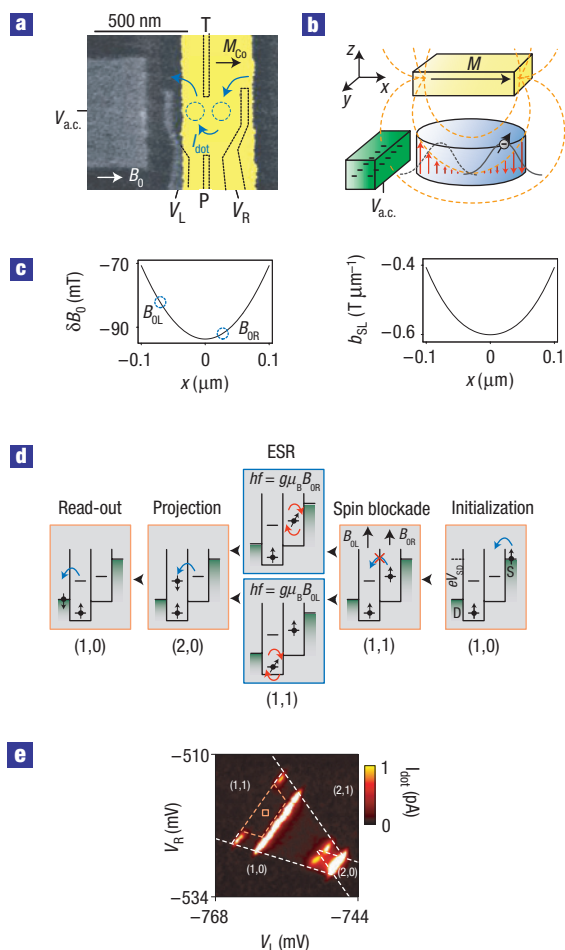 a
500 nm
T
M_Co
V_a.c.
I_dot
B_0
V_L
P
V_R
b
z
x
y
M
V_a.c.
c
−70
−90
δB_0 (mT)
B_0L
B_0R
−0.1
0
0.1
x (μm)
−0.4
−0.6
b_SL (T μm⁻¹)
−0.1
0
0.1
x (μm)
d
ESR
Read-out
Projection
hf = gμ_B B_0R
Spin blockade
Initialization
B_0L
B_0R
eV_SD
S
D
hf = gμ_B B_0L
(1,0)
(2,0)
(1,1)
(1,0)
(1,1)
e
−510
V_R (mV)
−534
(1,1)
(2,1)
(1,0)
(2,0)
1
0
I_dot (pA)
−768
−744
V_L (mV)